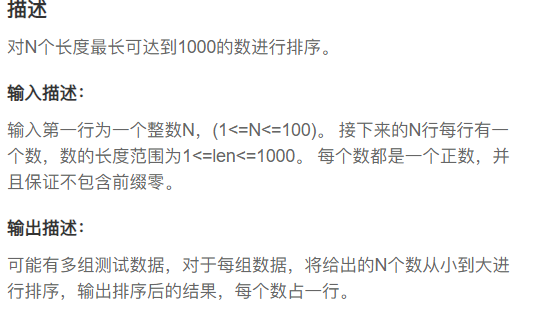 描述
对N个长度最长可达到1000的数进行排序。
输入描述：
输入第一行为一个整数N，(1<=N<=100)。 接下来的N行每行有一
个数，数的长度范围为1<=len<=1000。 每个数都是一个正数，并
且保证不包含前缀零。
输出描述：
可能有多组测试数据，对于每组数据，将给出的N个数从小到大进
行排序，输出排序后的结果，每个数占一行。